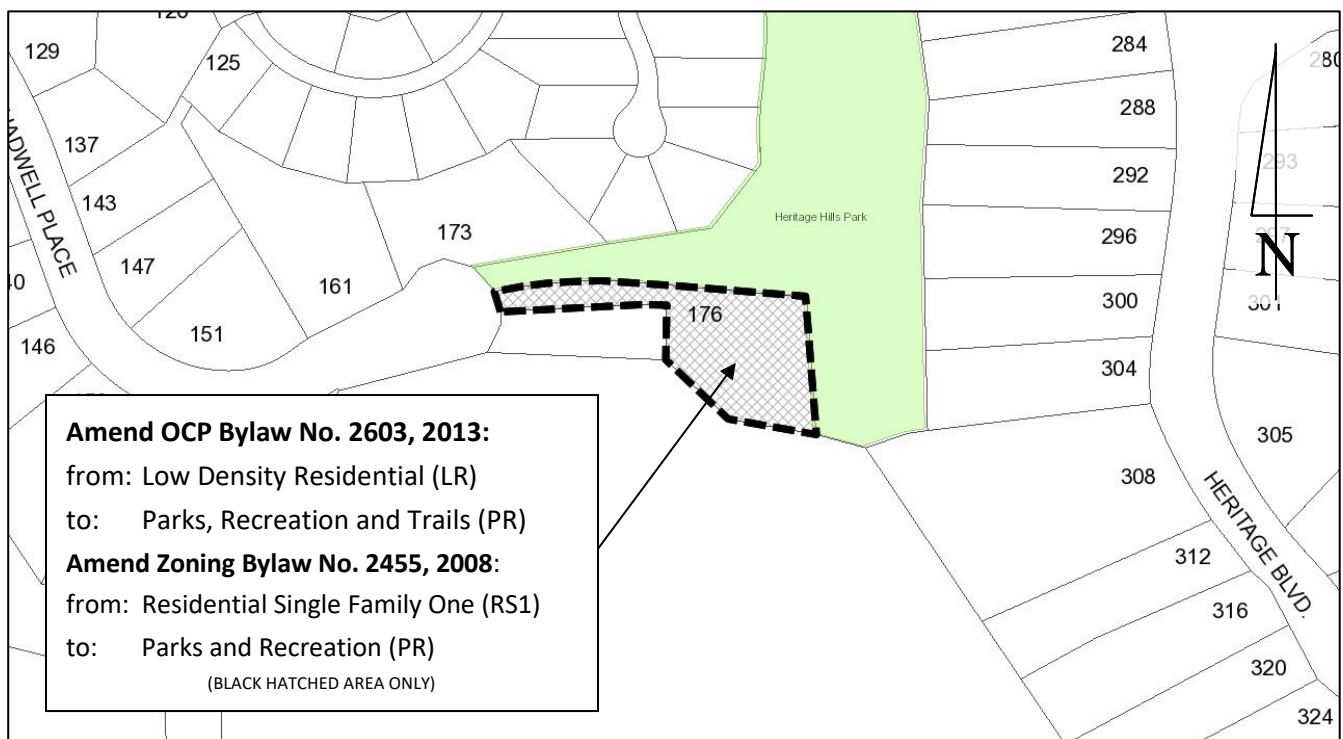 284
129
125
280
288
137
293
292
143
Heritage Hills Park
173
296
N
147
161
300
301
176
151
146
304
305
308
HERITAGE BLVD.
312
316
320
324
PLACE
Amend OCP Bylaw No. 2603, 2013:
from: Low Density Residential (LR)
to: Parks, Recreation and Trails (PR)
Amend Zoning Bylaw No. 2455, 2008:
from: Residential Single Family One (RS1)
to: Parks and Recreation (PR)
(BLACK HATCHED AREA ONLY)